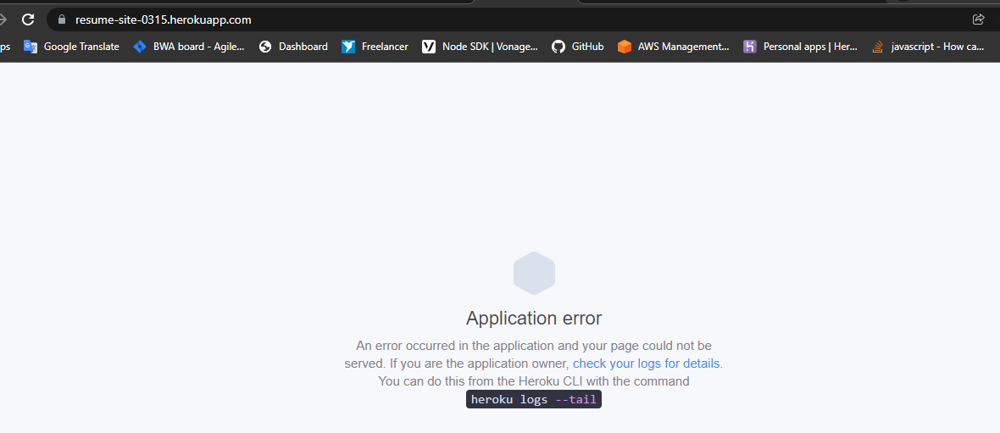 resume-site-0315.herokuapp.com
ps Google Translate BWA board - Agile... Dashboard Freelancer Node SDK | Vonage... GitHub AWS Management... Personal apps | Her... javascript - How ca...
Application error
An error occurred in the application and your page could not be
served. If you are the application owner, check your logs for details.
You can do this from the Heroku CLI with the command
heroku logs --tail